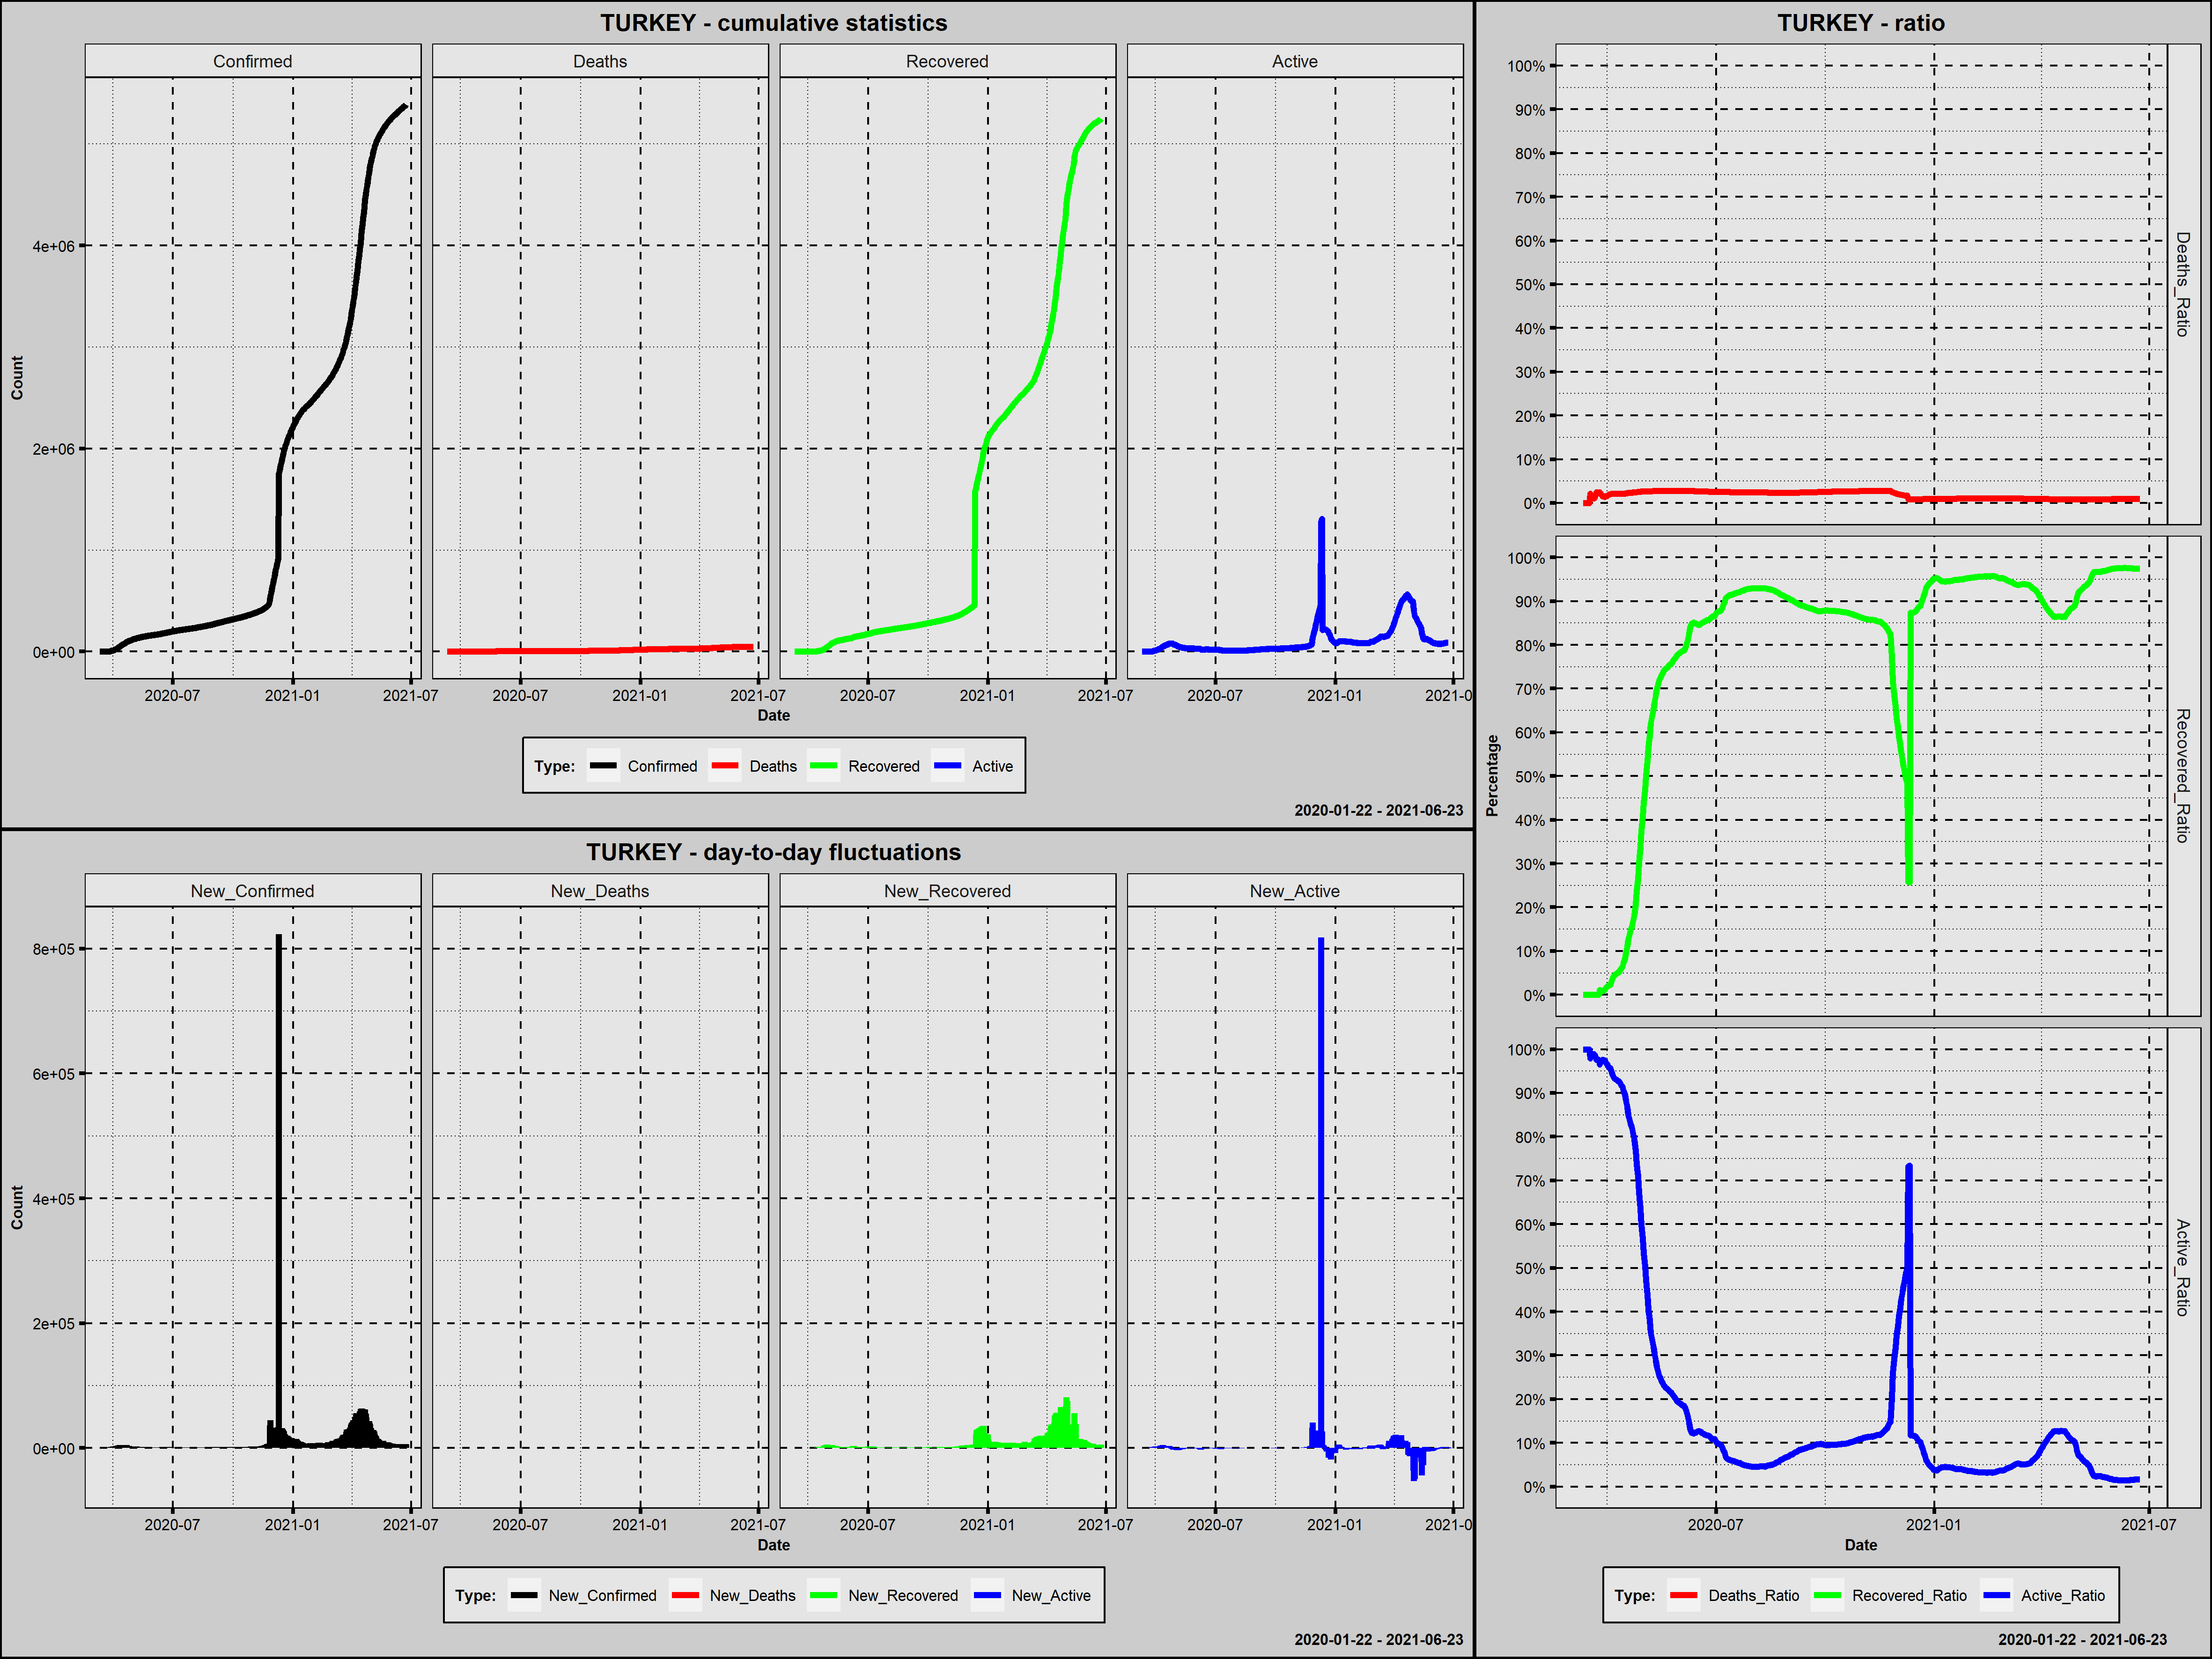 TURKEY - cumulative statistics
Confirmed Deaths Recovered Active
Count
4e+06
2e+06
0e+00
2020-07 2021-01 2021-07 2020-07 2021-01 2021-07 2020-07 2021-01 2021-07 2020-07 2021-01 2021-0
Date
Type: Confirmed Deaths Recovered Active
2020-01-22 - 2021-06-23
TURKEY - day-to-day fluctuations
New_Confirmed New_Deaths New_Recovered New_Active
Count
8e+05
6e+05
4e+05
2e+05
0e+00
2020-07 2021-01 2021-07 2020-07 2021-01 2021-07 2020-07 2021-01 2021-07 2020-07 2021-01 2021-0
Date
Type: New_Confirmed New_Deaths New_Recovered New_Active
2020-01-22 - 2021-06-23
TURKEY - ratio
Percentage
100%
90%
80%
70%
60%
50%
40%
30%
20%
10%
0%
Deaths_Ratio
100%
90%
80%
70%
60%
50%
40%
30%
20%
10%
0%
Recovered_Ratio
100%
90%
80%
70%
60%
50%
40%
30%
20%
10%
0%
Active_Ratio
2020-07 2021-01 2021-07
Date
Type: Deaths_Ratio Recovered_Ratio Active_Ratio
2020-01-22 - 2021-06-23